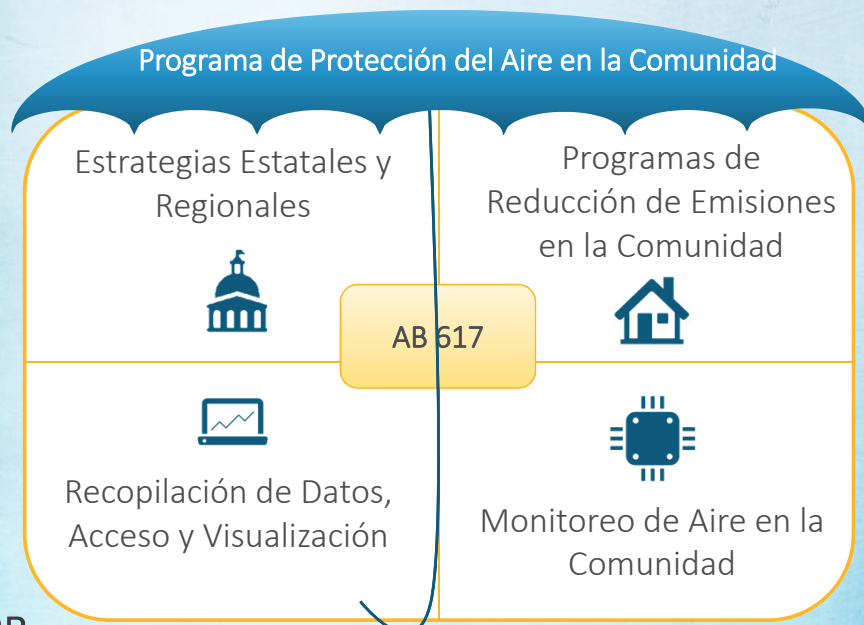 Programa de Protección del Aire en la Comunidad
Estrategias Estatales y
Regionales
Programas de
Reducción de Emisiones
en la Comunidad
AB 617
Recopilación de Datos,
Acceso y Visualización
Monitoreo de Aire en la
Comunidad